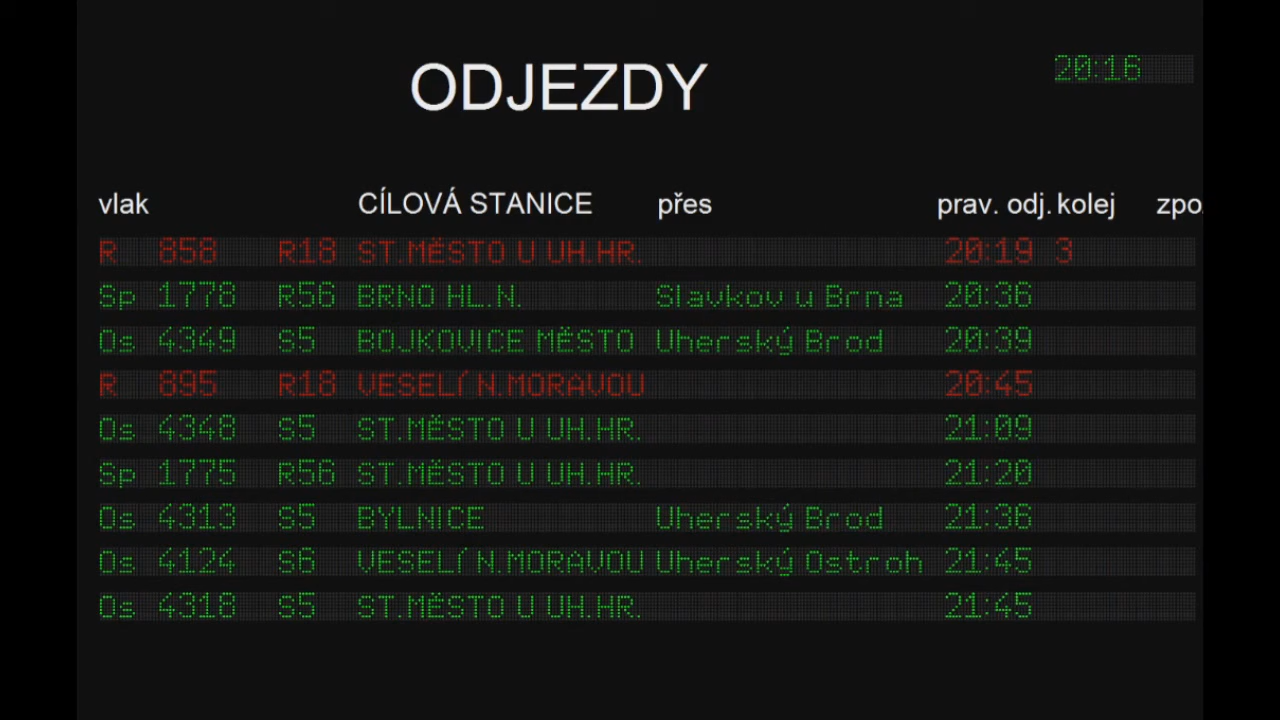 ODJEZDY 20:16
vlak CÍLOVÁ STANICE přes prav. odj. kolej zpo
R 858 R18 ST.MĚSTO U UH.HR. 20:19 3
Sp 1778 R56 BRNO HL.N. Slavkov u Brna 20:36
Os 4349 S5 BOJKOVICE MĚSTO Uherský Brod 20:39
R 895 R18 VESELÍ N.MORAVOU 20:45
Os 4348 S5 ST.MĚSTO U UH.HR. 21:09
Sp 1775 R56 ST.MĚSTO U UH.HR. 21:20
Os 4313 S5 BYLNICE Uherský Brod 21:36
Os 4124 S6 VESELÍ N.MORAVOU Uherský Ostroh 21:45
Os 4318 S5 ST.MĚSTO U UH.HR. 21:45